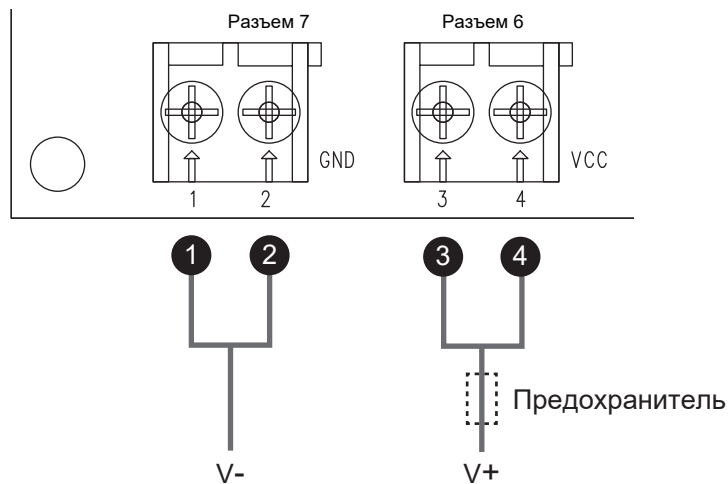 Разъем 7 Разъем 6
GND VCC
1 2 3 4
1 2 3 4
Предохранитель
V- V+